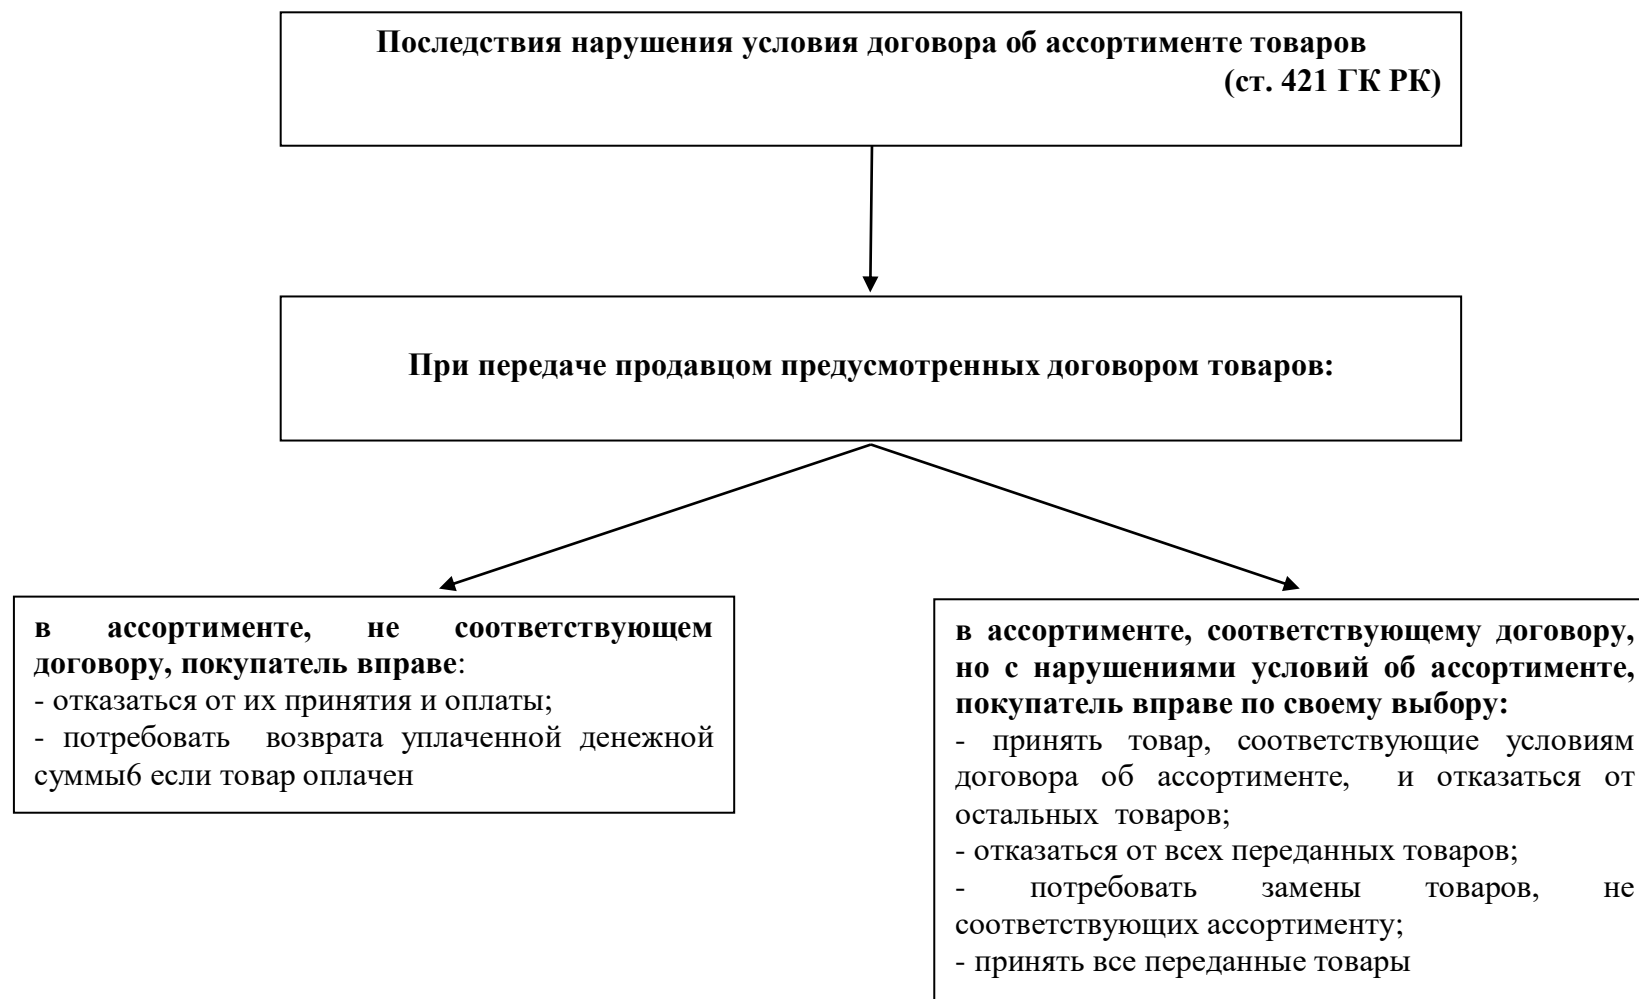 Последствия нарушения условия договора об ассортименте товаров
(ст. 421 ГК РК)
При передаче продавцом предусмотренных договором товаров:
в ассортименте, не соответствующем
договору, покупатель вправе:
- отказаться от их принятия и оплаты;
- потребовать возврата уплаченной денежной
суммы6 если товар оплачен
в ассортименте, соответствующему договору,
но с нарушениями условий об ассортименте,
покупатель вправе по своему выбору:
- принять товар, соответствующие условиям
договора об ассортименте, и отказаться от
остальных товаров;
- отказаться от всех переданных товаров;
- потребовать замены товаров, не
соответствующих ассортименту;
- принять все переданные товары